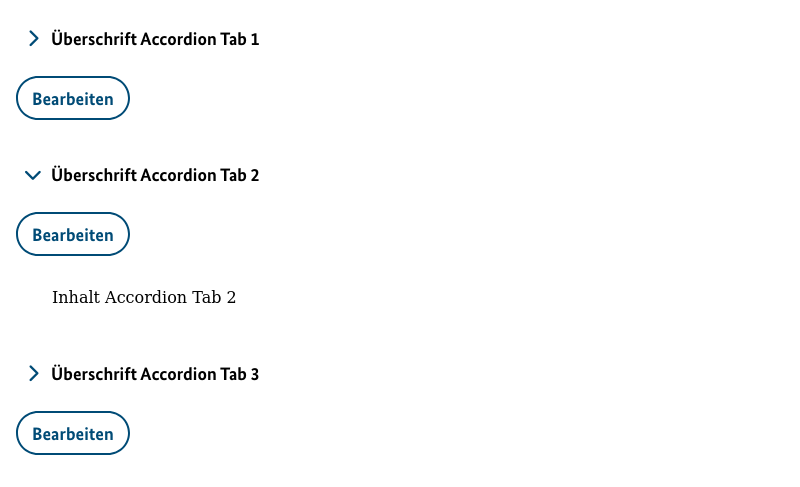 Überschrift Accordion Tab 1
Bearbeiten
Überschrift Accordion Tab 2
Bearbeiten
Inhalt Accordion Tab 2
Überschrift Accordion Tab 3
Bearbeiten